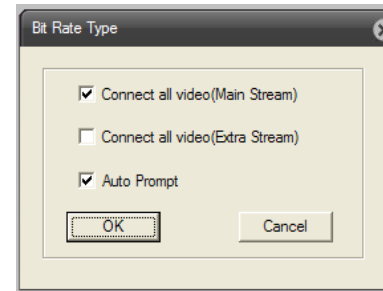 Bit Rate Type
Connect all video(Main Stream)
Connect all video(Extra Stream)
Auto Prompt
OK Cancel